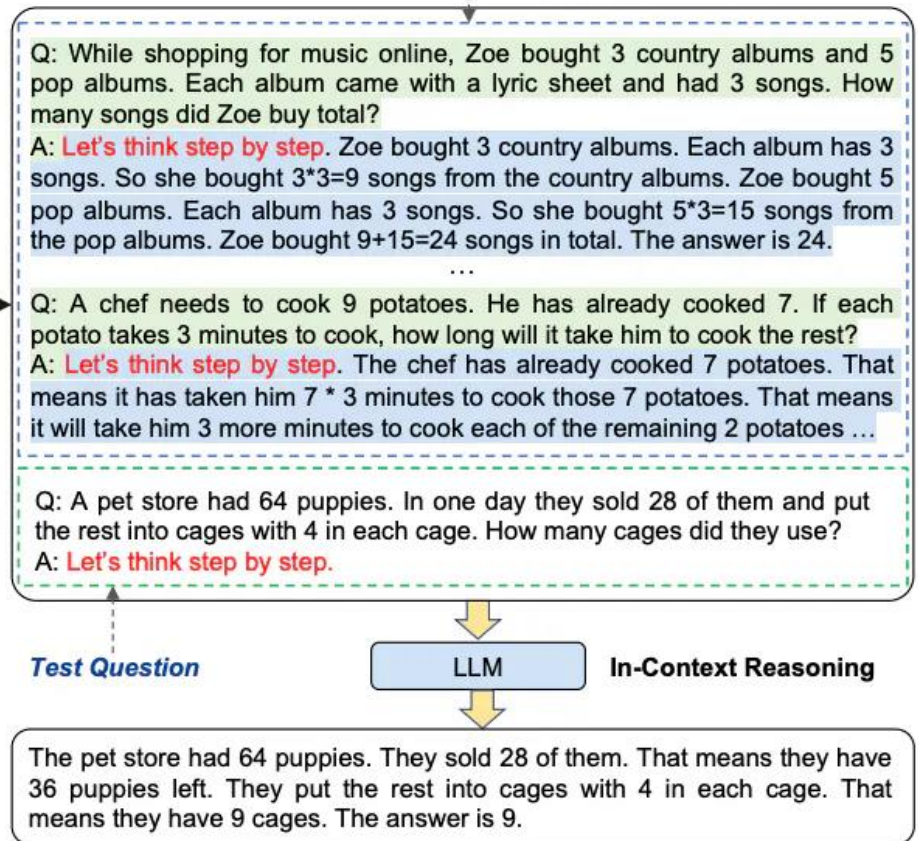 Q: While shopping for music online, Zoe bought 3 country albums and 5
pop albums. Each album came with a lyric sheet and had 3 songs. How
many songs did Zoe buy total?
A: Let's think step by step. Zoe bought 3 country albums. Each album has 3
songs. So she bought 3*3=9 songs from the country albums. Zoe bought 5
pop albums. Each album has 3 songs. So she bought 5*3=15 songs from
the pop albums. Zoe bought 9+15=24 songs in total. The answer is 24.
...
Q: A chef needs to cook 9 potatoes. He has already cooked 7. If each
potato takes 3 minutes to cook, how long will it take him to cook the rest?
A: Let's think step by step. The chef has already cooked 7 potatoes. That
means it has taken him 7 * 3 minutes to cook those 7 potatoes. That means
it will take him 3 more minutes to cook each of the remaining 2 potatoes ...
Q: A pet store had 64 puppies. In one day they sold 28 of them and put
the rest into cages with 4 in each cage. How many cages did they use?
A: Let's think step by step.
Test Question
LLM
In-Context Reasoning
The pet store had 64 puppies. They sold 28 of them. That means they have
36 puppies left. They put the rest into cages with 4 in each cage. That
means they have 9 cages. The answer is 9.